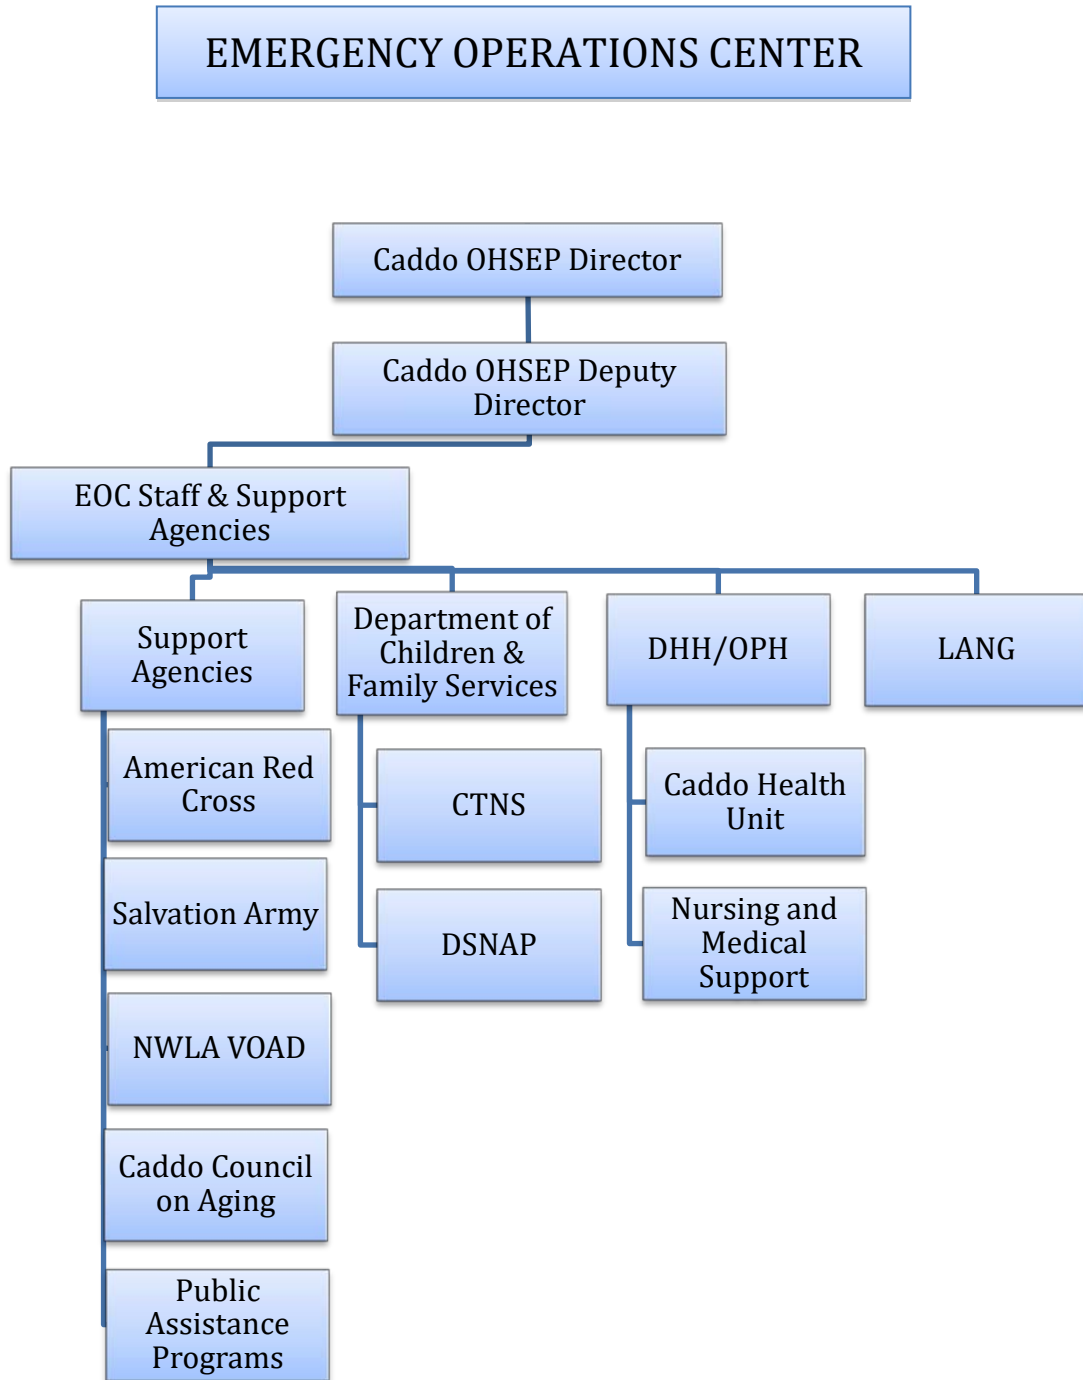 EMERGENCY OPERATIONS CENTER
Caddo OHSEP Director
Caddo OHSEP Deputy
Director
EOC Staff & Support
Agencies
Support
Agencies
American Red
Cross
Salvation Army
NWLA VOAD
Caddo Council
on Aging
Public
Assistance
Programs
Department of
Children &
Family Services
CTNS
DSNAP
DHH/OPH
Caddo Health
Unit
Nursing and
Medical
Support
LANG